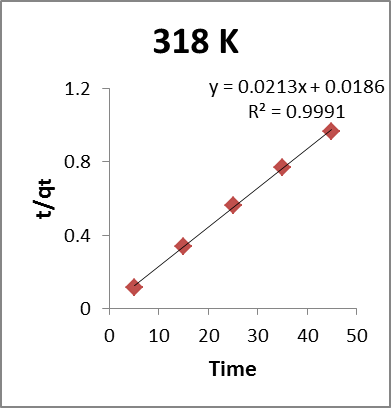 318 K
y = 0.0213x + 0.0186
R² = 0.9991
1.2
0.8
0.4
0
t/qt
0 10 20 30 40 50
Time